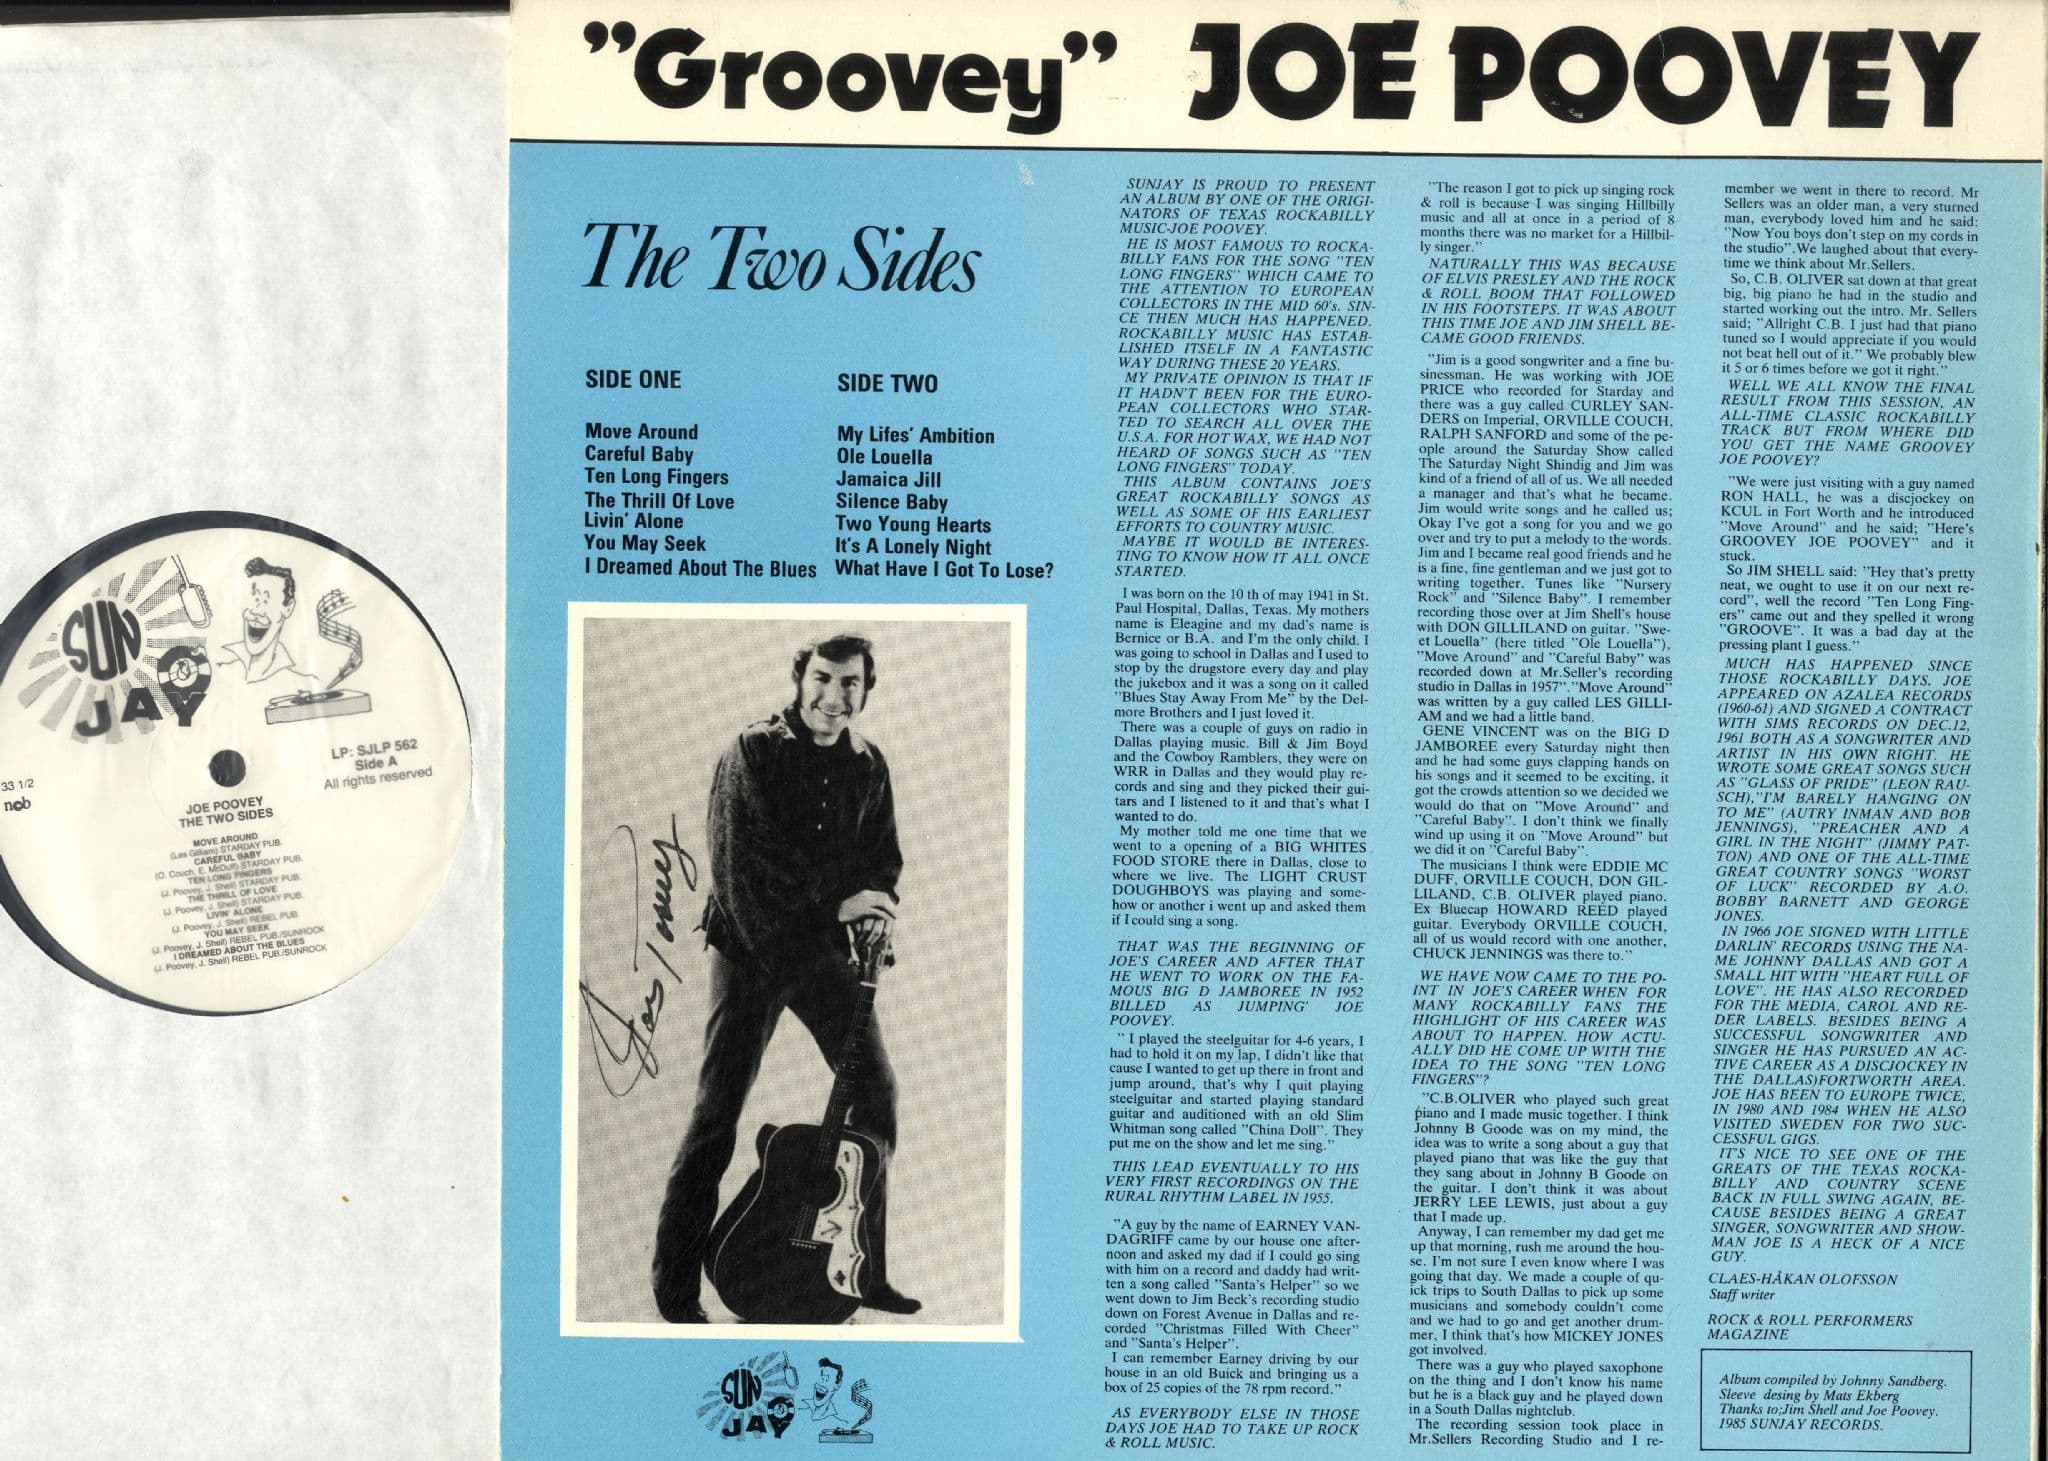 "Groovey" JOE POOVEY
The Two Sides
SIDE ONE
Move Around
Careful Baby
Ten Long Fingers
The Thrill Of Love
Livin' Alone
You May Seek
I Dreamed About The Blues
SIDE TWO
My Lifes' Ambition
Ole Louella
Jamaica Jill
Silence Baby
Two Young Hearts
It's A Lonely Night
What Have I Got To Lose?
Joe Poovey
SUN
JAY
SUNJAY IS PROUD TO PRESENT
AN ALBUM BY ONE OF THE ORIGI-
NATORS OF TEXAS ROCKABILLY
MUSIC-JOE POOVEY.
HE IS MOST FAMOUS TO ROCKA-
BILLY FANS FOR THE SONG "TEN
LONG FINGERS" WHICH CAME TO
THE ATTENTION TO EUROPEAN
COLLECTORS IN THE MID 60's. SIN-
CE THEN MUCH HAS HAPPENED.
ROCKABILLY MUSIC HAS ESTAB-
LISHED ITSELF IN A FANTASTIC
WAY DURING THESE 20 YEARS.
MY PRIVATE OPINION IS THAT IF
IT HADN'T BEEN FOR THE EURO-
PEAN COLLECTORS WHO STAR-
TED TO SEARCH ALL OVER THE
U.S.A. FOR HOT WAX, WE HAD NOT
HEARD OF SONGS SUCH AS "TEN
LONG FINGERS" TODAY.
THIS ALBUM CONTAINS JOE'S
GREAT ROCKABILLY SONGS AS
WELL AS SOME OF HIS EARLIEST
EFFORTS TO COUNTRY MUSIC.
MAYBE IT WOULD BE INTERES-
TING TO KNOW HOW IT ALL ONCE
STARTED.
I was born on the 10 th of may 1941 in St.
Paul Hospital, Dallas, Texas. My mothers
name is Eleagine and my dad's name is
Bernice or B.A. and I'm the only child. I
was going to school in Dallas and I used to
stop by the drugstore every day and play
the jukebox and it was a song on it called
"Blues Stay Away From Me" by the Del-
more Brothers and I just loved it.
There was a couple of guys on radio in
Dallas playing music. Bill & Jim Boyd
and the Cowboy Ramblers, they were on
WRR in Dallas and they would play re-
cords and sing and they picked their gui-
tars and I listened to it and that's what I
wanted to do.
My mother told me one time that we
went to a opening of a BIG WHITES
FOOD STORE there in Dallas, close to
where we live. The LIGHT CRUST
DOUGHBOYS was playing and some-
how or another i went up and asked them
if I could sing a song.
THAT WAS THE BEGINNING OF
JOE'S CAREER AND AFTER THAT
HE WENT TO WORK ON THE FA-
MOUS BIG D JAMBOREE IN 1952
BILLED AS JUMPING' JOE
POOVEY.
" I played the steelguitar for 4-6 years, I
had to hold it on my lap, I didn't like that
cause I wanted to get up there in front and
jump around, that's why I quit playing
steelguitar and started playing standard
guitar and auditioned with an old Slim
Whitman song called "China Doll". They
put me on the show and let me sing."
THIS LEAD EVENTUALLY TO HIS
VERY FIRST RECORDINGS ON THE
RURAL RHYTHM LABEL IN 1955.
"A guy by the name of EARNEY VAN-
DAGRIFF came by our house one after-
noon and asked my dad if I could go sing
with him on a record and daddy had writ-
ten a song called "Santa's Helper" so we
went down to Jim Beck's recording studio
down on Forest Avenue in Dallas and re-
corded "Christmas Filled With Cheer"
and "Santa's Helper".
I can remember Earney driving by our
house in an old Buick and bringing us a
box of 25 copies of the 78 rpm record."
AS EVERYBODY ELSE IN THOSE
DAYS JOE HAD TO TAKE UP ROCK
& ROLL MUSIC.
"The reason I got to pick up singing rock
& roll is because I was singing Hillbilly
music and all at once in a period of 8
months there was no market for a Hillbil-
ly singer."
NATURALLY THIS WAS BECAUSE
OF ELVIS PRESLEY AND THE ROCK
& ROLL BOOM THAT FOLLOWED
IN HIS FOOTSTEPS. IT WAS ABOUT
THIS TIME JOE AND JIM SHELL BE-
CAME GOOD FRIENDS.
"Jim is a good songwriter and a fine bu-
sinessman. He was working with JOE
PRICE who recorded for Starday and
there was a guy called CURLEY SAN-
DERS on Imperial, ORVILLE COUCH,
RALPH SANFORD and some of the pe-
ople around the Saturday Show called
The Saturday Night Shindig and Jim was
kind of a friend of all of us. We all needed
a manager and that's what he became.
Jim would write songs and he called us;
Okay I've got a song for you and we go
over and try to put a melody to the words.
Jim and I became real good friends and he
is a fine, fine gentleman and we just got to
writing together. Tunes like "Nursery
Rock" and "Silence Baby". I remember
recording those over at Jim Shell's house
with DON GILLILAND on guitar. "Swe-
et Louella" (here titled "Ole Louella"),
"Move Around" and "Careful Baby" was
recorded down at Mr.Seller's recording
studio in Dallas in 1957"."Move Around"
was written by a guy called LES GILLI-
AM and we had a little band.
GENE VINCENT was on the BIG D
JAMBOREE every Saturday night then
and he had some guys clapping hands on
his songs and it seemed to be exciting, it
got the crowds attention so we decided we
would do that on "Move Around" and
"Careful Baby". I don't think we finally
wind up using it on "Move Around" but
we did it on "Careful Baby".
The musicians I think were EDDIE MC
DUFF, ORVILLE COUCH, DON GIL-
LILAND, C.B. OLIVER played piano.
Ex Bluecap HOWARD REED played
guitar. Everybody ORVILLE COUCH,
all of us would record with one another,
CHUCK JENNINGS was there to."
WE HAVE NOW COME TO THE PO-
INT IN JOE'S CAREER WHEN FOR
MANY ROCKABILLY FANS THE
HIGHLIGHT OF HIS CAREER WAS
ABOUT TO HAPPEN. HOW ACTU-
ALLY DID HE COME UP WITH THE
IDEA TO THE SONG "TEN LONG
FINGERS"?
"C.B.OLIVER who played such great
piano and I made music together. I think
Johnny B Goode was on my mind, the
idea was to write a song about a guy that
played piano that was like the guy that
they sang about in Johnny B Goode on
the guitar. I don't think it was about
JERRY LEE LEWIS, just about a guy
that I made up.
Anyway, I can remember my dad get me
up that morning, rush me around the hou-
se. I'm not sure I even know where I was
going that day. We made a couple of qu-
ick trips to South Dallas to pick up some
musicians and somebody couldn't come
and we had to go and get another drum-
mer, I think that's how MICKEY JONES
got involved.
There was a guy who played saxophone
on the thing and I don't know his name
but he is a black guy and he played down
in a South Dallas nightclub.
The recording session took place in
Mr.Sellers Recording Studio and I re-
member we went in there to record. Mr
Sellers was an older man, a very sturned
man, everybody loved him and he said:
"Now You boys don't step on my cords in
the studio".We laughed about that every-
time we think about Mr.Sellers.
So, C.B. OLIVER sat down at that great
big, big piano he had in the studio and
started working out the intro. Mr. Sellers
said; "Allright C.B. I just had that piano
tuned so I would appreciate if you would
not beat hell out of it." We probably blew
it 5 or 6 times before we got it right."
WELL WE ALL KNOW THE FINAL
RESULT FROM THIS SESSION, AN
ALL-TIME CLASSIC ROCKABILLY
TRACK BUT FROM WHERE DID
YOU GET THE NAME GROOVEY
JOE POOVEY?
"We were just visiting with a guy named
RON HALL, he was a discjockey on
KCUL in Fort Worth and he introduced
"Move Around" and he said; "Here's
GROOVEY JOE POOVEY" and it
stuck.
So JIM SHELL said: "Hey that's pretty
neat, we ought to use it on our next re-
cord", well the record "Ten Long Fing-
ers" came out and they spelled it wrong
"GROOVE". It was a bad day at the
pressing plant I guess."
MUCH HAS HAPPENED SINCE
THOSE ROCKABILLY DAYS. JOE
APPEARED ON AZALEA RECORDS
(1960-61) AND SIGNED A CONTRACT
WITH SIMS RECORDS ON DEC.12,
1961 BOTH AS A SONGWRITER AND
ARTIST IN HIS OWN RIGHT. HE
WROTE SOME GREAT SONGS SUCH
AS "GLASS OF PRIDE" (LEON RAU-
SCH),"I'M BARELY HANGING ON
TO ME" (AUTRY INMAN AND BOB
JENNINGS), "PREACHER AND A
GIRL IN THE NIGHT" (JIMMY PAT-
TON) AND ONE OF THE ALL-TIME
GREAT COUNTRY SONGS "WORST
OF LUCK" RECORDED BY A.O.
BOBBY BARNETT AND GEORGE
JONES.
IN 1966 JOE SIGNED WITH LITTLE
DARLIN' RECORDS USING THE NA-
ME JOHNNY DALLAS AND GOT A
SMALL HIT WITH "HEART FULL OF
LOVE". HE HAS ALSO RECORDED
FOR THE MEDIA, CAROL AND RE-
DER LABELS. BESIDES BEING A
SUCCESSFUL SONGWRITER AND
SINGER HE HAS PURSUED AN AC-
TIVE CAREER AS A DISCJOCKEY IN
THE DALLAS)FORTWORTH AREA.
JOE HAS BEEN TO EUROPE TWICE,
IN 1980 AND 1984 WHEN HE ALSO
VISITED SWEDEN FOR TWO SUC-
CESSFUL GIGS.
IT'S NICE TO SEE ONE OF THE
GREATS OF THE TEXAS ROCKA-
BILLY AND COUNTRY SCENE
BACK IN FULL SWING AGAIN, BE-
CAUSE BESIDES BEING A GREAT
SINGER, SONGWRITER AND SHOW-
MAN JOE IS A HECK OF A NICE
GUY.
CLAES-HÅKAN OLOFSSON
Staff writer
ROCK & ROLL PERFORMERS
MAGAZINE
Album compiled by Johnny Sandberg.
Sleeve desing by Mats Ekberg
Thanks to;Jim Shell and Joe Poovey.
1985 SUNJAY RECORDS.
SUN
JAY
LP: SJLP 562
Side A
All rights reserved
33 1/2
ncb
JOE POOVEY
THE TWO SIDES
MOVE AROUND
(Les Gilliam) STARDAY PUB.
CAREFUL BABY
(O. Couch, E. McDuff) STARDAY PUB.
TEN LONG FINGERS
(J. Poovey, J. Shell) STARDAY PUB.
THE THRILL OF LOVE
(J. Poovey, J. Shell) STARDAY PUB.
LIVIN' ALONE
(J. Poovey, J. Shell) REBEL PUB.
YOU MAY SEEK
(J. Poovey, J. Shell) REBEL PUB./SUNROCK
I DREAMED ABOUT THE BLUES
(J. Poovey, J. Shell) REBEL PUB./SUNROCK